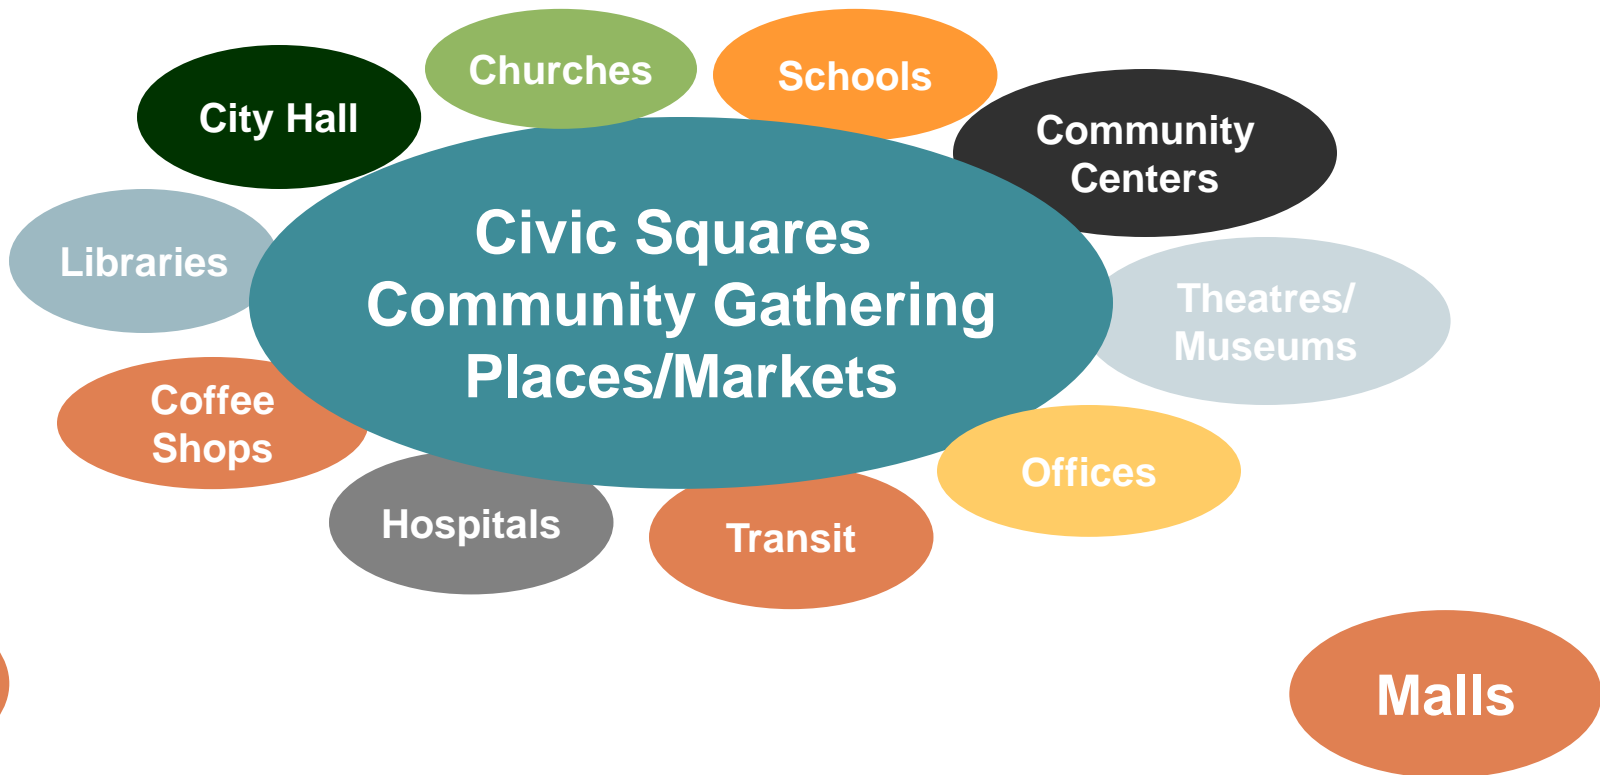 Churches
Schools
City Hall
Community
Centers
Civic Squares
Community Gathering
Places/Markets
Libraries
Theatres/
Museums
Coffee
Shops
Offices
Hospitals
Transit
Malls